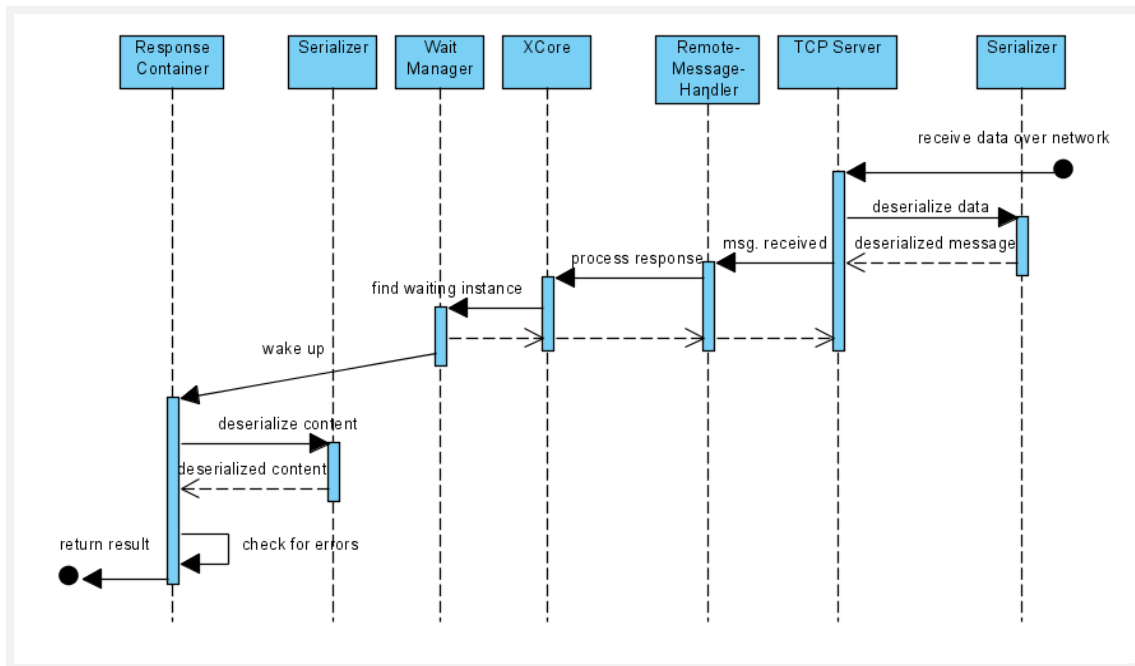 Response
Container
Serializer
Wait
Manager
XCore
Remote-
Message-
Handler
TCP Server
Serializer
receive data over network
deserialize data
msg. received
deserialized message
process response
find waiting instance
wake up
deserialize content
deserialized content
return result
check for errors